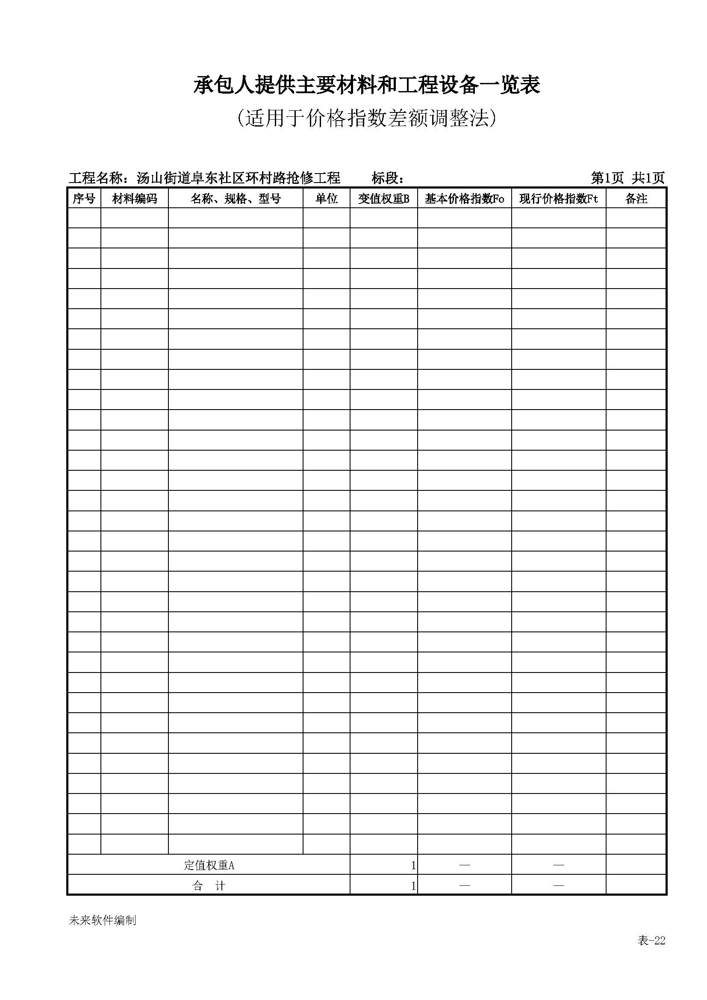 承包人提供主要材料和工程设备一览表
(适用于价格指数差额调整法)
工程名称：汤山街道阜东社区环村路抢修工程 标段： 第1页 共1页
序号 材料编码 名称、规格、型号 单位 变值权重B 基本价格指数Fo 现行价格指数Ft 备注
定值权重A 1 — —
合 计 1 — —
未来软件编制
表-22